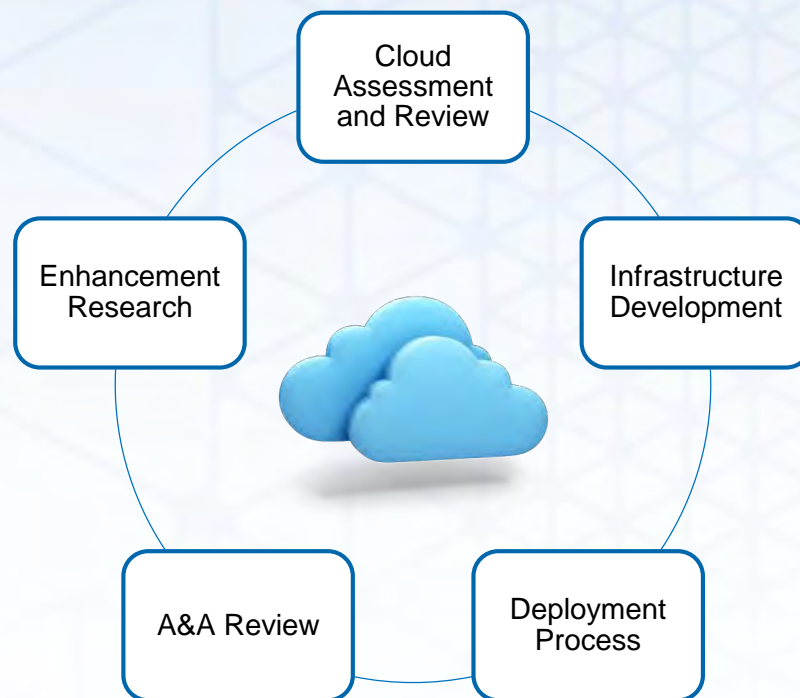 Cloud
Assessment
and Review
Enhancement
Research
Infrastructure
Development
A&A Review
Deployment
Process